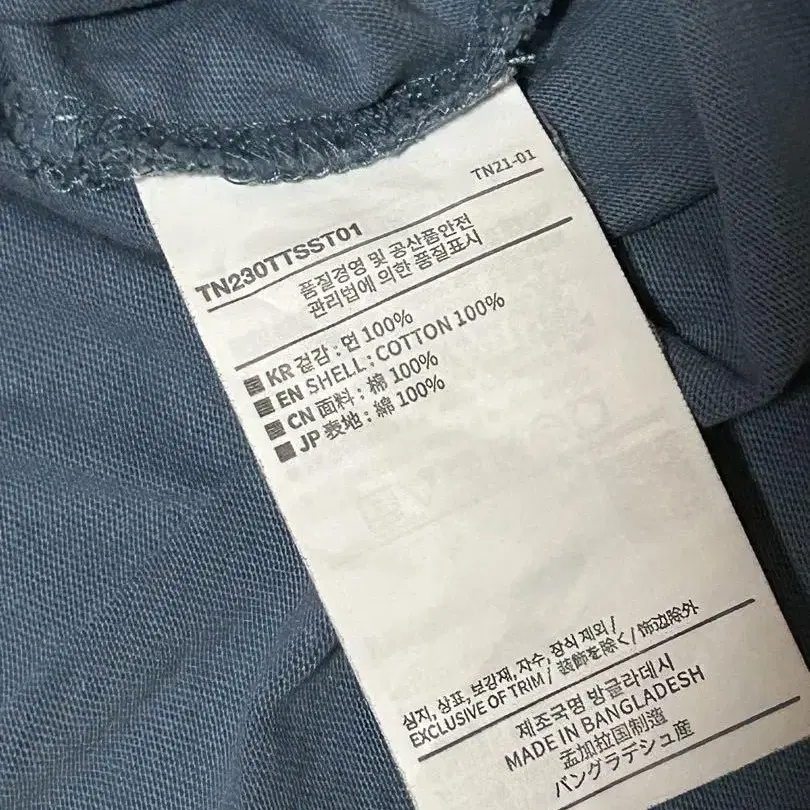 TN21-01
TN230TTSST01
품질경영 및 공산품안전
관리법에 의한 품질표시
KR 겉감 : 면 100%
EN SHELL : COTTON 100%
CN 面料 : 棉 100%
JP 表地 : 綿 100%
심지, 상표, 보강재, 자수, 장식 제외 /
EXCLUSIVE OF TRIM / 装飾を除く / 饰边除外
제조국명 방글라데시
MADE IN BANGLADESH
孟加拉国制造
バングラデシュ産